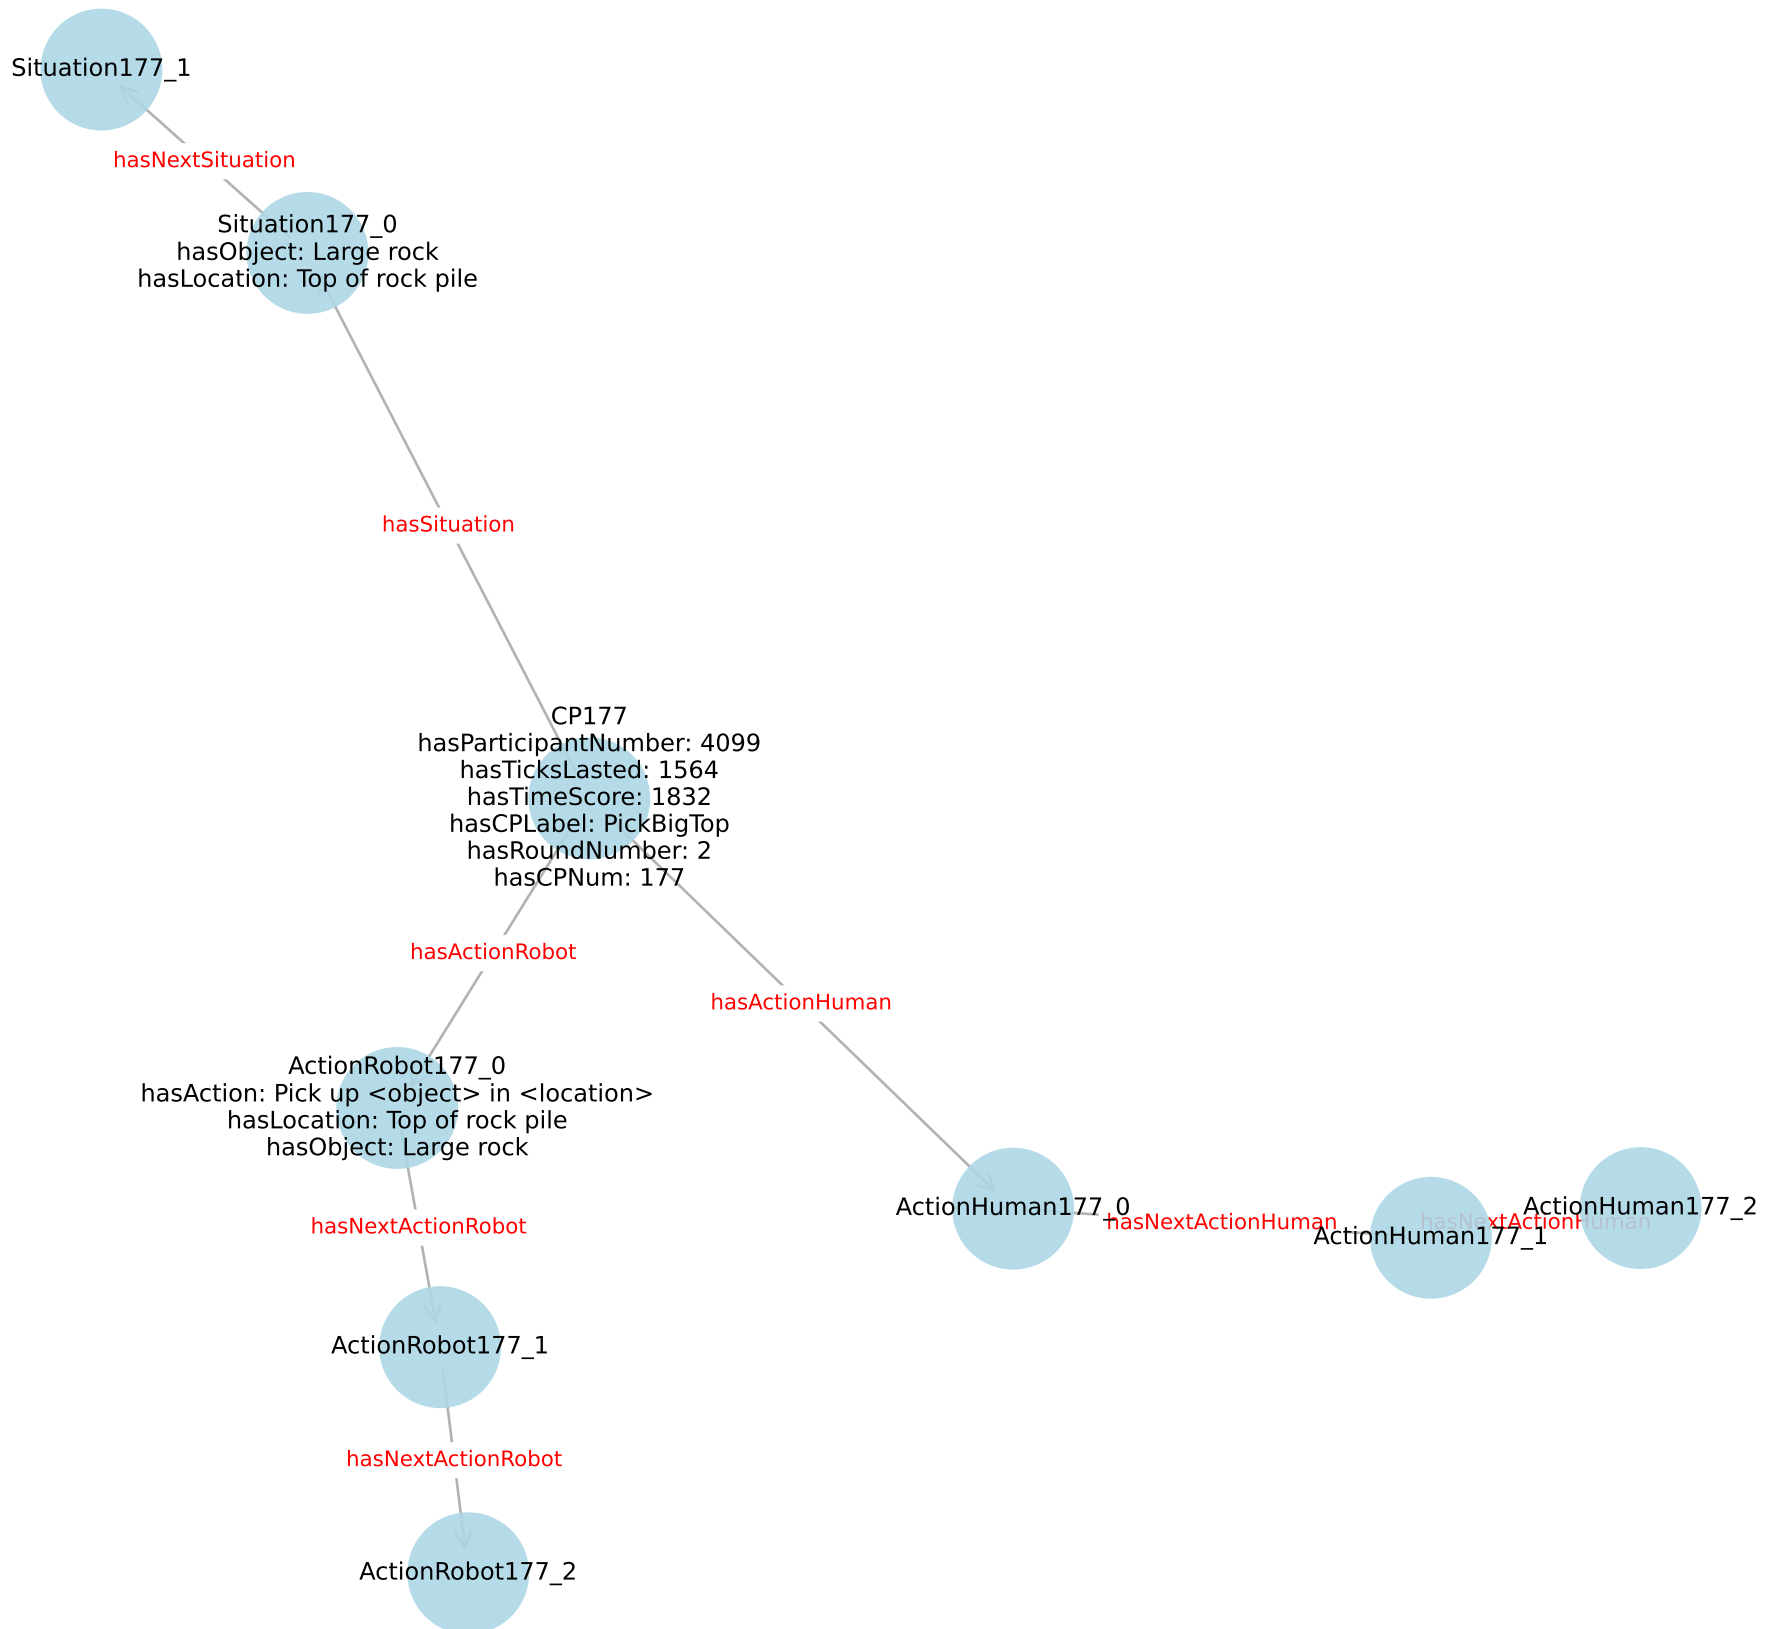 Situation177_1
hasNextSituation
Situation177_0
hasObject: Large rock
hasLocation: Top of rock pile
hasSituation
CP177
hasParticipantNumber: 4099
hasTicksLasted: 1564
hasTimeScore: 1832
hasCPLabel: PickBigTop
hasRoundNumber: 2
hasCPNum: 177
hasActionRobot
hasActionHuman
ActionRobot177_0
hasAction: Pick up <object> in <location>
hasLocation: Top of rock pile
hasObject: Large rock
hasNextActionRobot
ActionHuman177_0
hasNextActionHuman
ActionHuman177_1
hasNextActionHuman
ActionHuman177_2
ActionRobot177_1
hasNextActionRobot
ActionRobot177_2